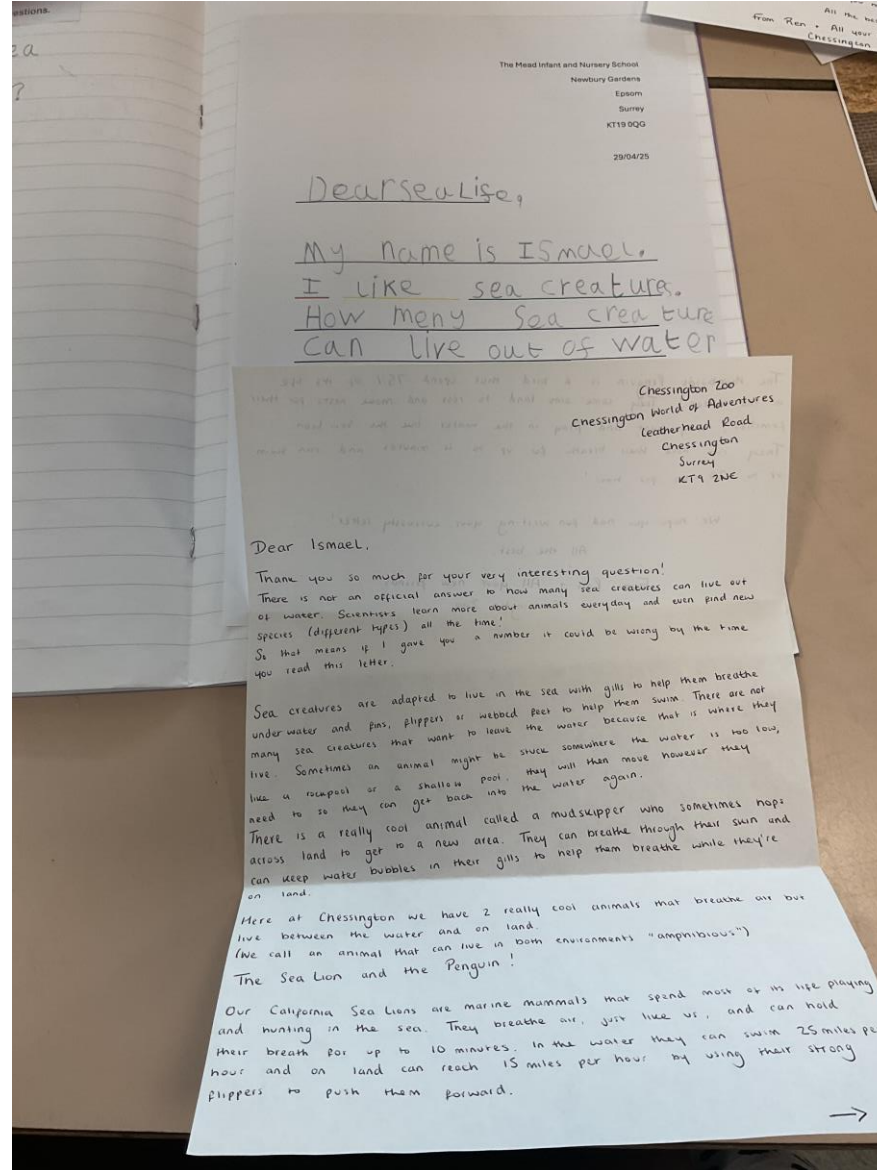 estions.
ea
?
All the be
from Ren . All your
Chessington
The Mead Infant and Nursery School
Newbury Gardens
Epsom
Surrey
KT19 0QG
29/04/25
Dear sea Life,
My name is ISmael.
I like sea creatures.
How meny Sea creature
Can live out of water
Chessington Zoo
Chessington World of Adventures
Leatherhead Road
Chessington
Surrey
KT9 2NE
Dear Ismael,
Thank you so much for your very interesting question!
There is not an official answer to how many sea creatures can live out
of water. Scientists learn more about animals everyday and even find new
species (different types) all the time!
So that means if I gave you a number it could be wrong by the time
you read this letter.
Sea creatures are adapted to live in the sea with gills to help them breathe
underwater and fins, flippers or webbed feet to help them swim. There are not
many sea creatures that want to leave the water because that is where they
live. Sometimes an animal might be stuck somewhere the water is too low,
like a rockpool or a shallow pool. they will then move however they
need to so they can get back into the water again.
There is a really cool animal called a mudskipper who sometimes hops
across land to get to a new area. They can breathe through their skin and
can keep water bubbles in their gills to help them breathe while they're
on land.
Here at Chessington we have 2 really cool animals that breathe air but
live between the water and on land.
(We call an animal that can live in both environments "amphibious")
The Sea Lion and the Penguin!
Our California Sea Lions are marine mammals that spend most of its life playing
and hunting in the sea. They breathe air, just like us, and can hold
their breath for up to 10 minutes. In the water they can swim 25 miles pe
hour and on land can reach 15 miles per hour by using their strong
flippers to push them forward.